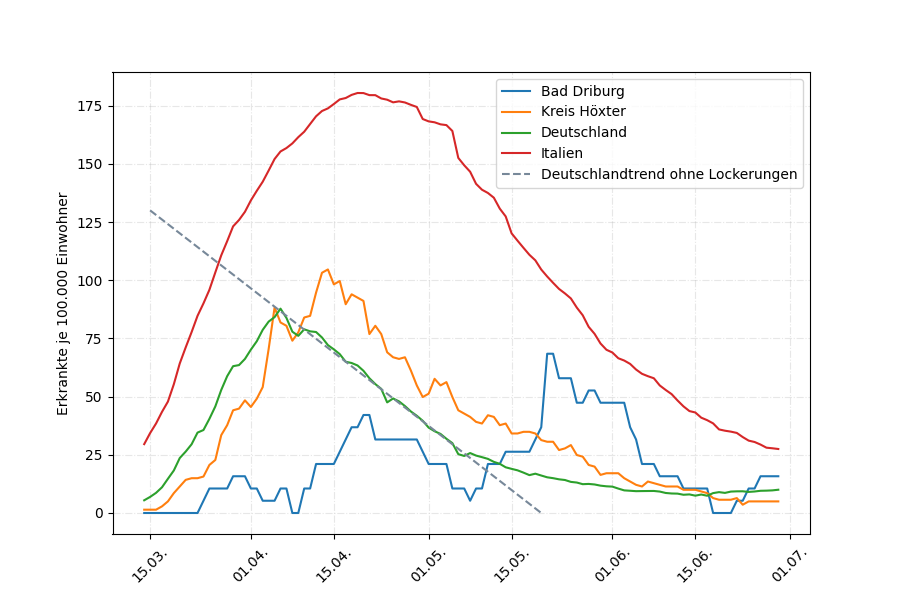 Bad Driburg
Kreis Höxter
Deutschland
Italien
Deutschlandtrend ohne Lockerungen
Erkrankte je 100.000 Einwohner
175
150
125
100
75
50
25
0
15.03.
01.04.
15.04.
01.05.
15.05.
01.06.
15.06.
01.07.